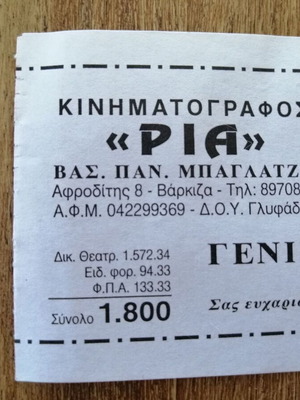 ΚΙΝΗΜΑΤΟΓΡΑΦΟΣ
«ΡΙΑ»
ΒΑΣ. ΠΑΝ. ΜΠΑΓΛΑΤΖ
Αφροδίτης 8 - Βάρκιζα - Τηλ: 89708
Α.Φ.Μ. 042299369 - Δ.Ο.Υ. Γλυφάδ
Δικ. Θεατρ. 1.572.34
Ειδ. φορ. 94.33
Φ.Π.Α. 133.33
Σύνολο 1.800
ΓΕΝΙ
Σας ευχαρισ